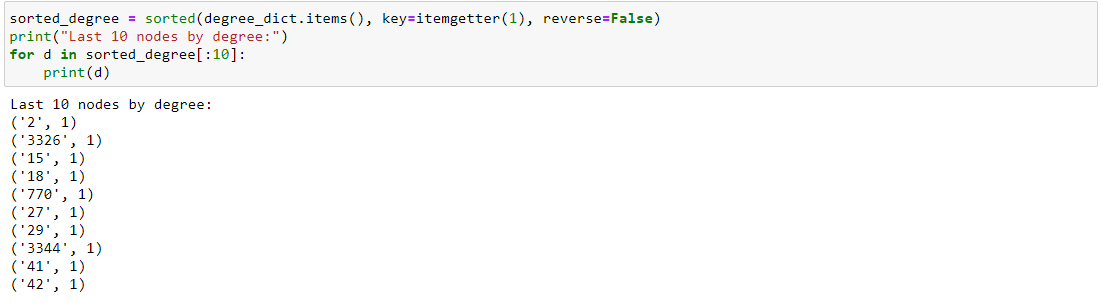 sorted_degree = sorted(degree_dict.items(), key=itemgetter(1), reverse=False)
print("Last 10 nodes by degree:")
for d in sorted_degree[:10]:
    print(d)
Last 10 nodes by degree:
('2', 1)
('3326', 1)
('15', 1)
('18', 1)
('770', 1)
('27', 1)
('29', 1)
('3344', 1)
('41', 1)
('42', 1)